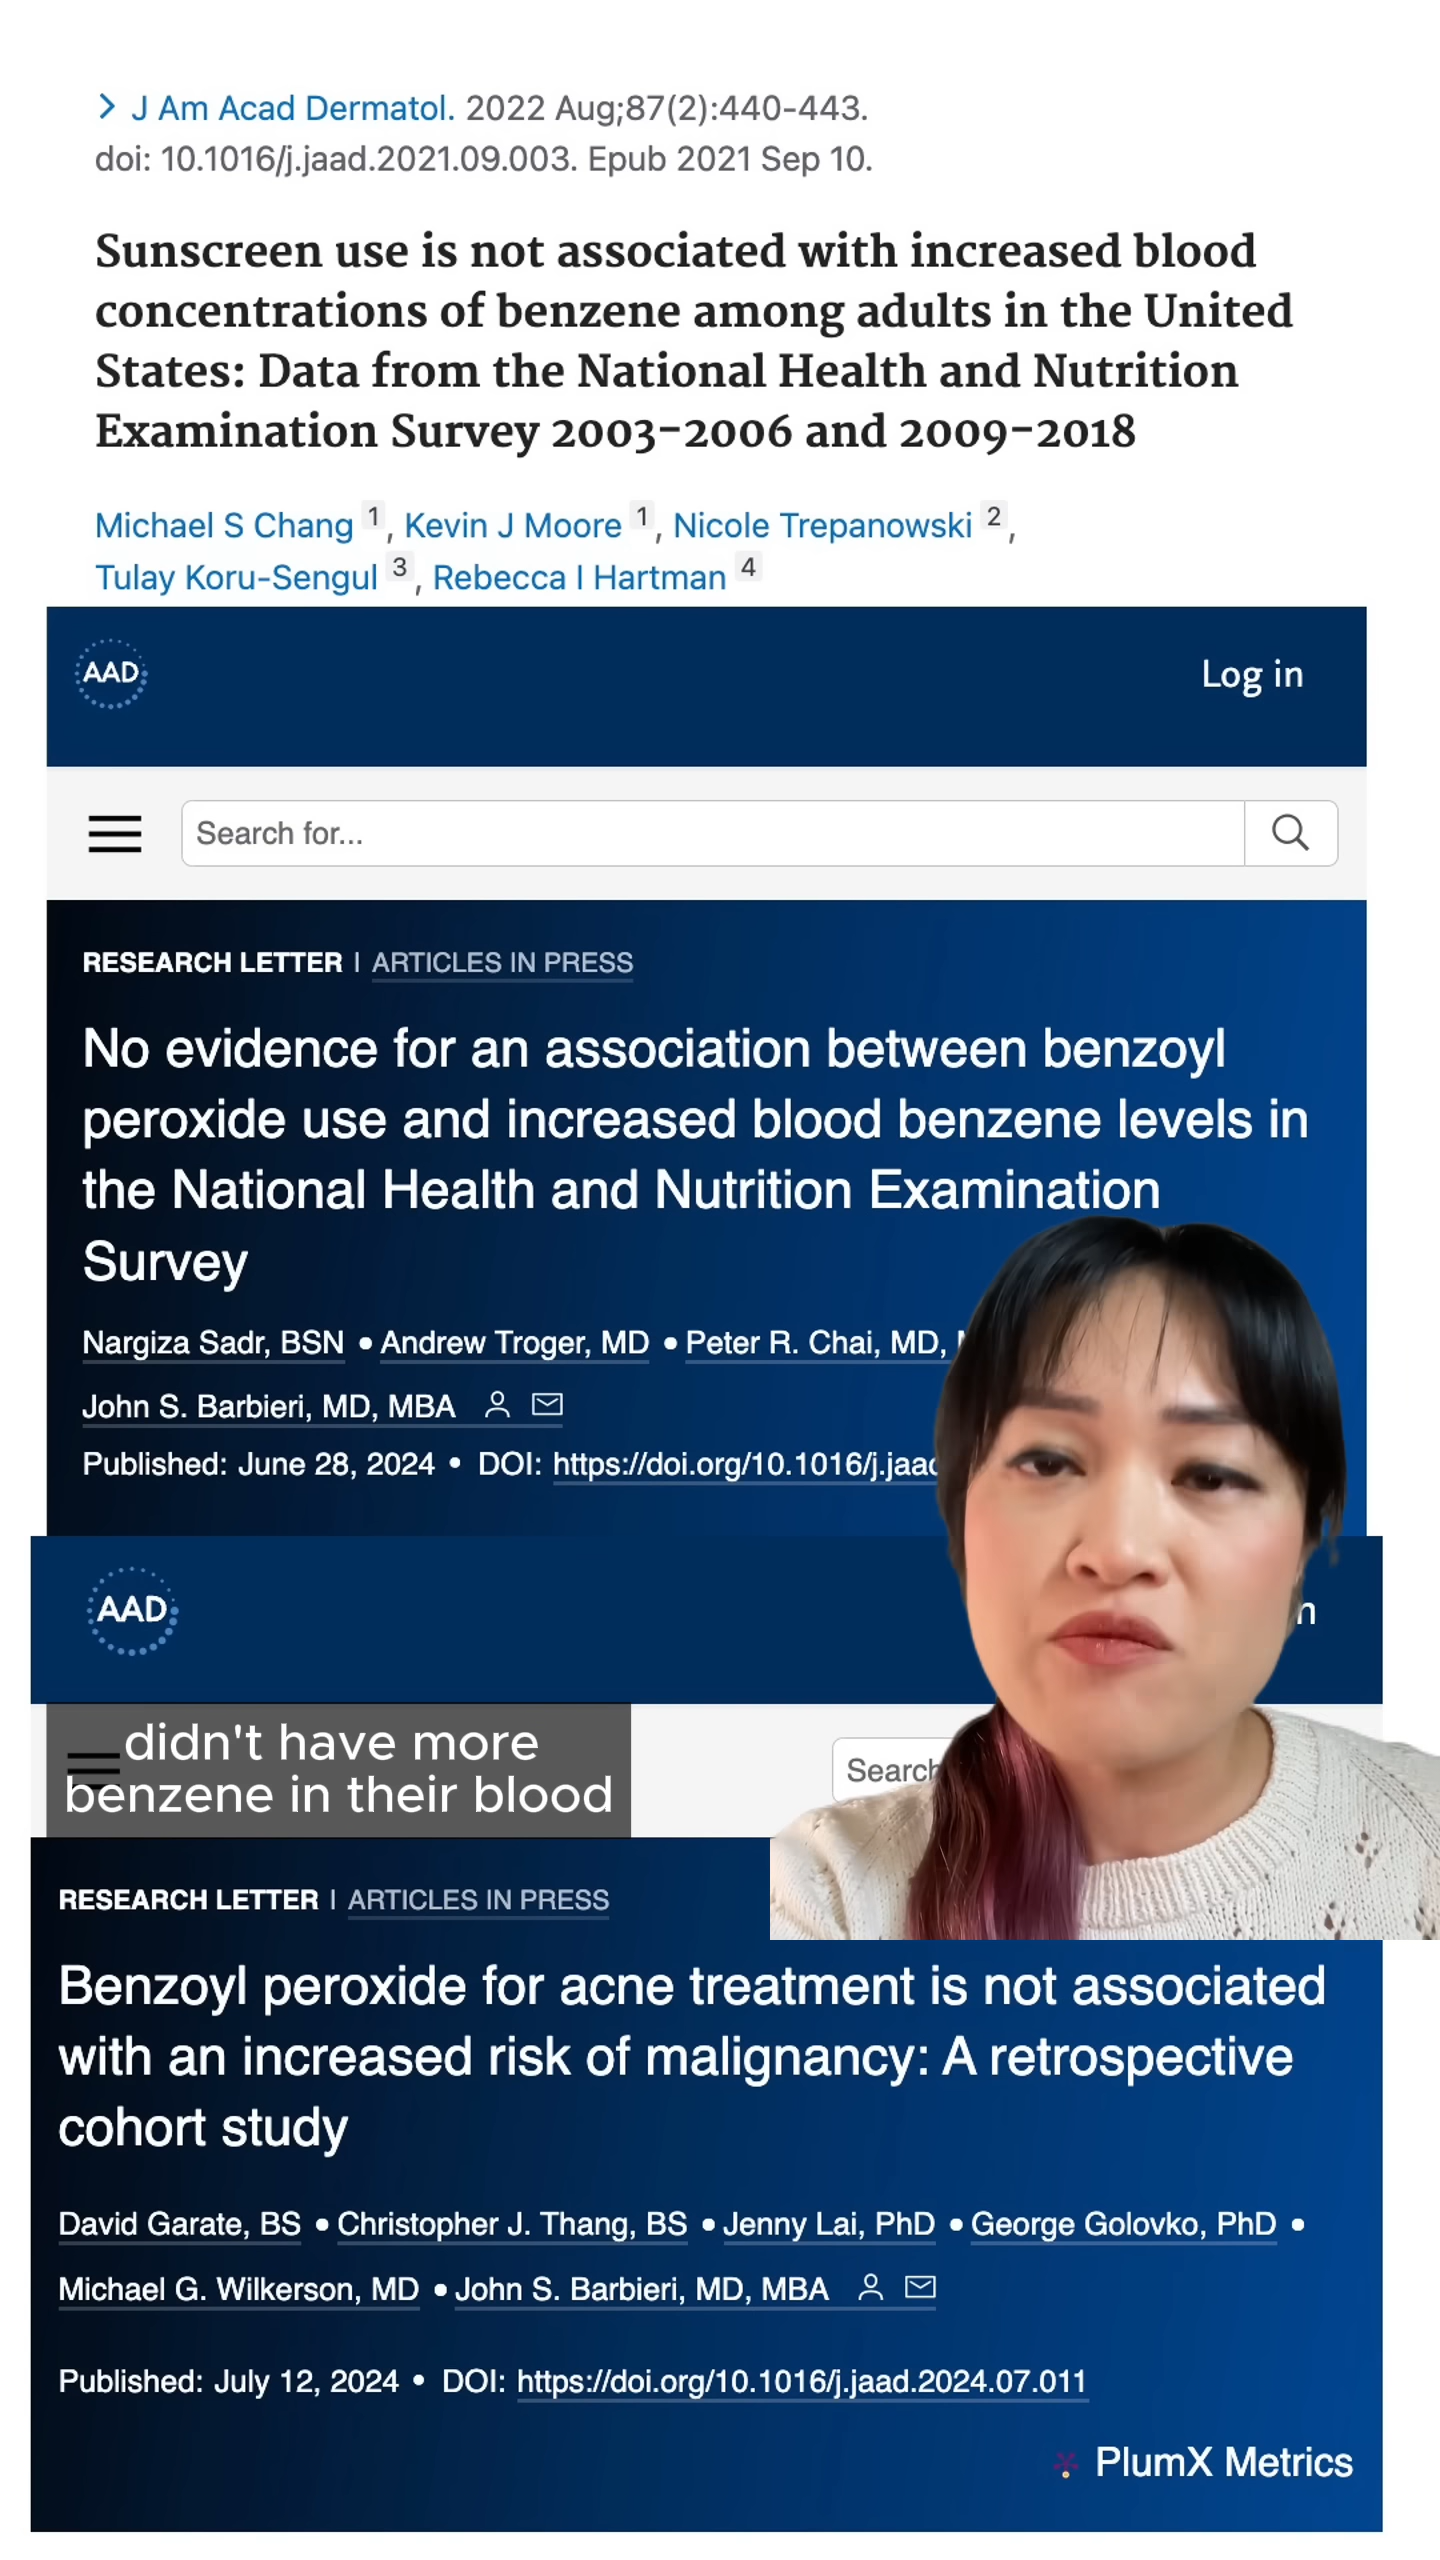 J Am Acad Dermatol. 2022 Aug;87(2):440-443.
doi: 10.1016/j.jaad.2021.09.003. Epub 2021 Sep 10.
Sunscreen use is not associated with increased blood
concentrations of benzene among adults in the United
States: Data from the National Health and Nutrition
Examination Survey 2003-2006 and 2009-2018
Michael S Chang 1, Kevin J Moore 1, Nicole Trepanowski 2,
Tulay Koru-Sengul 3, Rebecca I Hartman 4
AAD
Log in
Search for...
RESEARCH LETTER | ARTICLES IN PRESS
No evidence for an association between benzoyl
peroxide use and increased blood benzene levels in
the National Health and Nutrition Examination
Survey
Nargiza Sadr, BSN • Andrew Troger, MD • Peter R. Chai, MD,
John S. Barbieri, MD, MBA
Published: June 28, 2024 • DOI: https://doi.org/10.1016/j.jaad
AAD
didn't have more
benzene in their blood
Search
RESEARCH LETTER | ARTICLES IN PRESS
Benzoyl peroxide for acne treatment is not associated
with an increased risk of malignancy: A retrospective
cohort study
David Garate, BS • Christopher J. Thang, BS • Jenny Lai, PhD • George Golovko, PhD •
Michael G. Wilkerson, MD • John S. Barbieri, MD, MBA
Published: July 12, 2024 • DOI: https://doi.org/10.1016/j.jaad.2024.07.011
PlumX Metrics